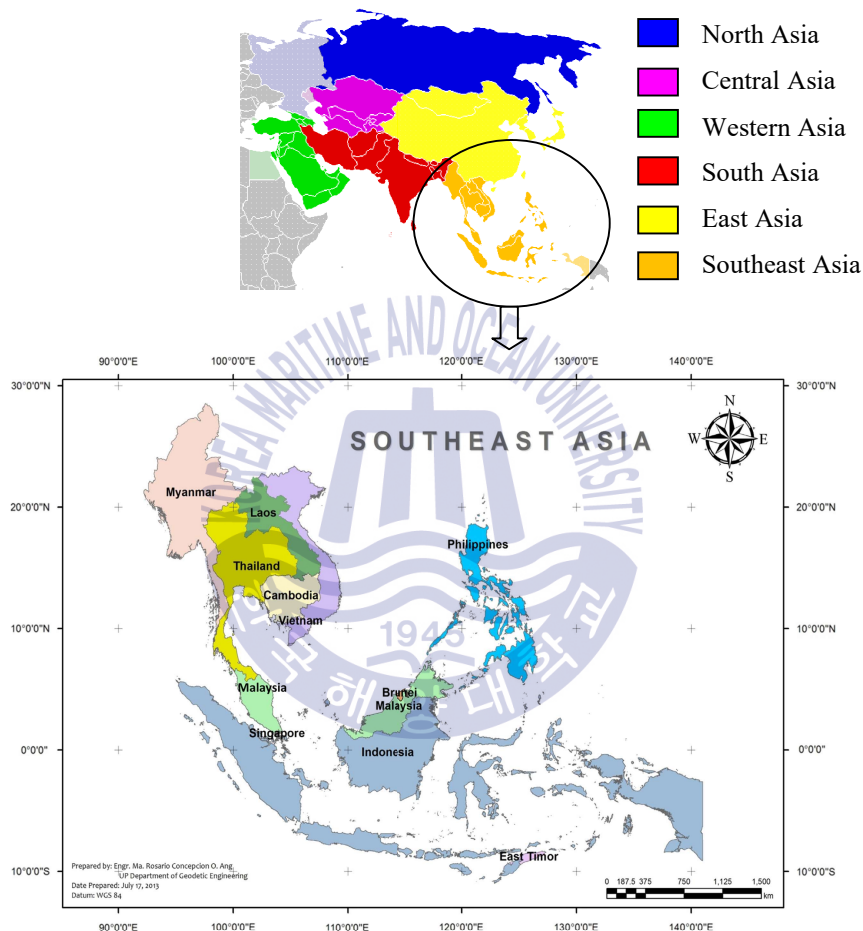 North Asia
Central Asia
Western Asia
South Asia
East Asia
Southeast Asia
KOREA MARITIME AND OCEAN UNIVERSITY
90°0'0"E 100°0'0"E 110°0'0"E 120°0'0"E 130°0'0"E 140°0'0"E
30°0'0"N 30°0'0"N
SOUTHEAST ASIA
N
W E
S
20°0'0"N 20°0'0"N
Myanmar
Laos
Philippines
Thailand
Cambodia
Vietnam
10°0'0"N 10°0'0"N
1945
Malaysia
Brunei
Malaysia
Singapore
0°0'0" 0°0'0"
Indonesia
East Timor
Prepared by: Engr. Ma. Rosario Concepcion O. Ang,
UP Department of Geodetic Engineering
Date Prepared: July 17, 2013
Datum: WGS 84
10°0'0"S 10°0'0"S
0 187.5 375 750 1,125 1,500
km
90°0'0"E 100°0'0"E 110°0'0"E 120°0'0"E 130°0'0"E 140°0'0"E